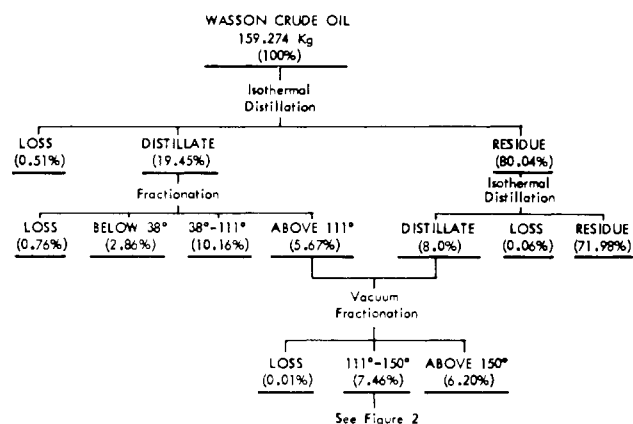 WASSON CRUDE OIL
159.274 Kg
(100%)
Isothermal
Distillation
LOSS
(0.51%)
DISTILLATE
(19.45%)
RESIDUE
(80.04%)
Fractionation
Isothermal
Distillation
LOSS
(0.76%)
BELOW 38°
(2.86%)
38°-111°
(10.16%)
ABOVE 111°
(5.67%)
DISTILLATE
(8.0%)
LOSS
(0.06%)
RESIDUE
(71.98%)
Vacuum
Fractionation
LOSS
(0.01%)
111°-150°
(7.46%)
ABOVE 150°
(6.20%)
See Figure 2